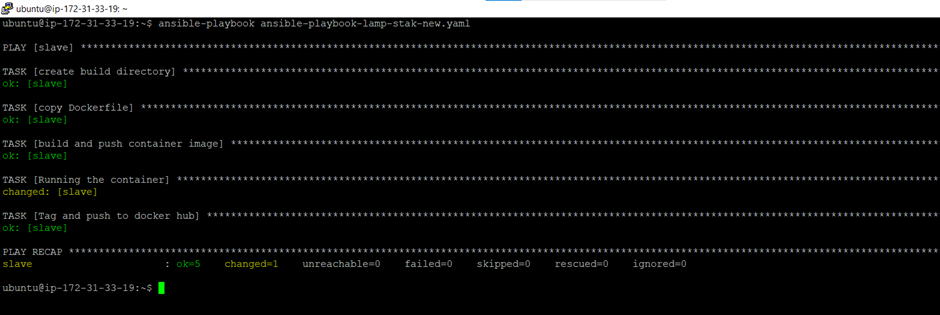 ubuntu@ip-172-31-33-19: ~
ubuntu@ip-172-31-33-19:~$ ansible-playbook ansible-playbook-lamp-stak-new.yaml
PLAY [slave] ****************************************************************************************************************************************************
TASK [create build directory] ***********************************************************************************************************************************
ok: [slave]
TASK [copy Dockerfile] ******************************************************************************************************************************************
ok: [slave]
TASK [build and push container image] ***************************************************************************************************************************
ok: [slave]
TASK [Running the container] ************************************************************************************************************************************
changed: [slave]
TASK [Tag and push to docker hub] *******************************************************************************************************************************
ok: [slave]
PLAY RECAP ******************************************************************************************************************************************************
slave : ok=5 changed=1 unreachable=0 failed=0 skipped=0 rescued=0 ignored=0
ubuntu@ip-172-31-33-19:~$